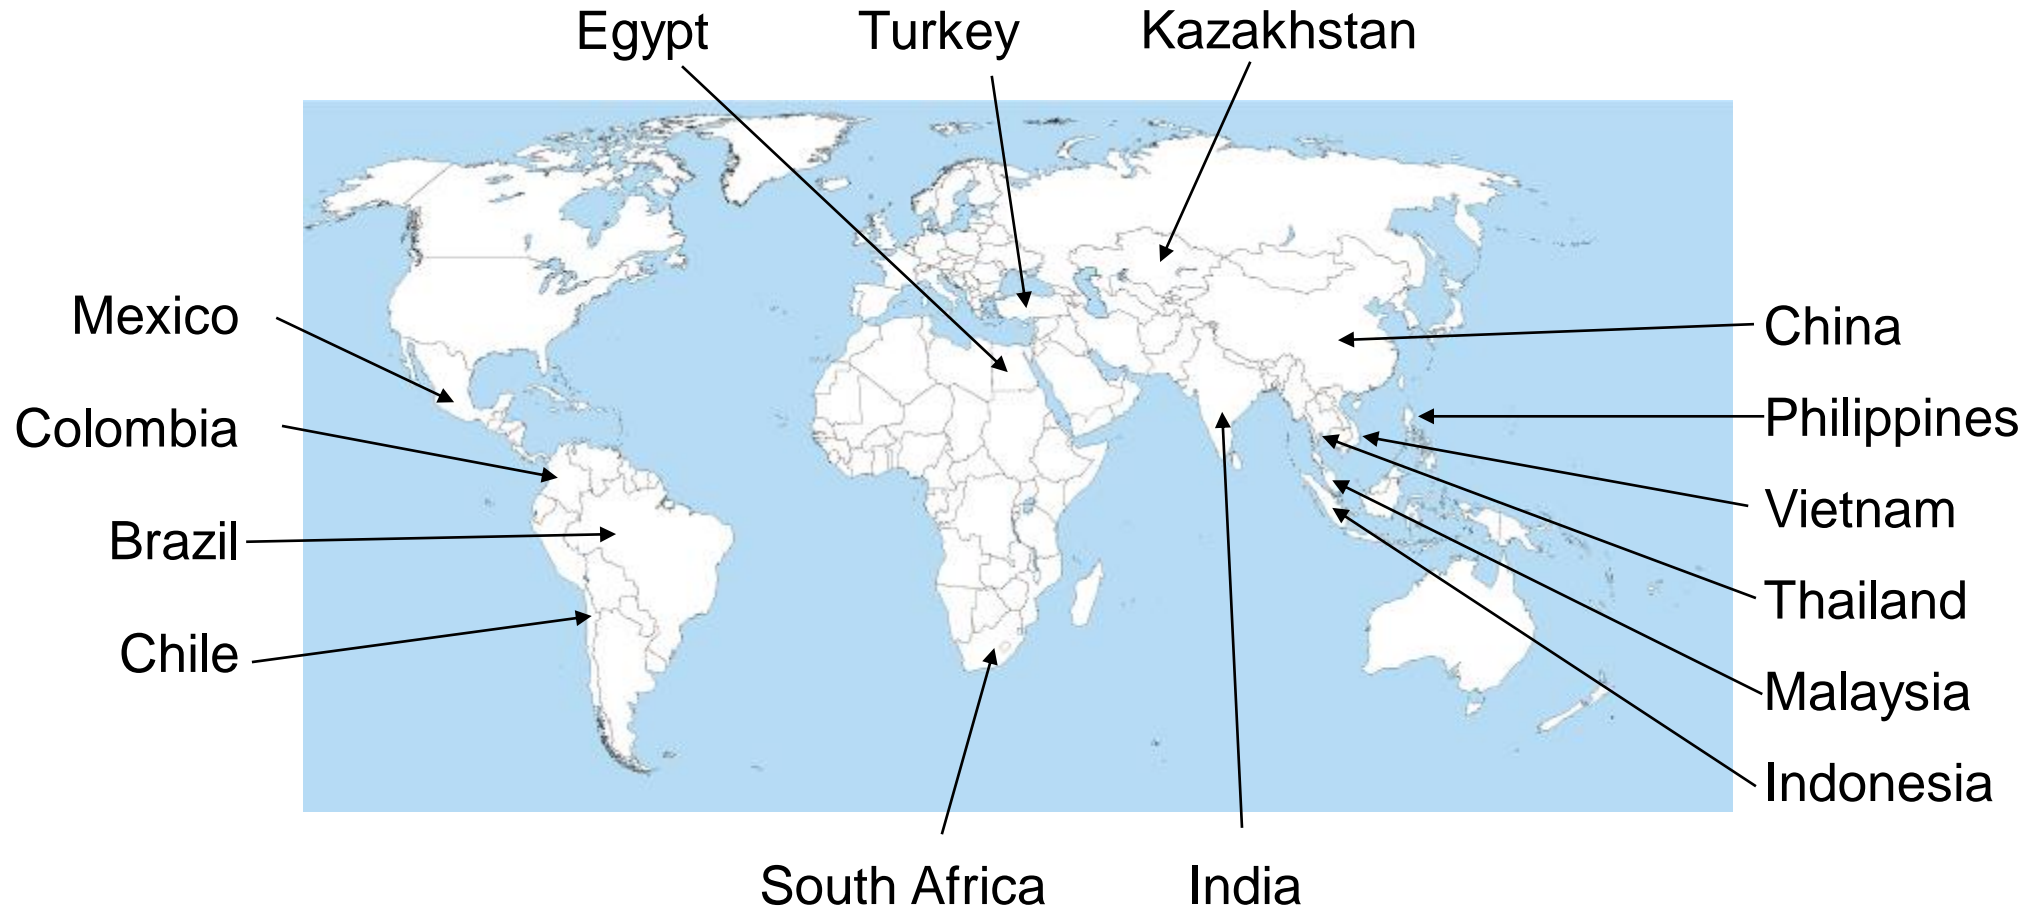 Egypt
Turkey
Kazakhstan
Mexico
Colombia
Brazil
Chile
China
Philippines
Vietnam
Thailand
Malaysia
Indonesia
South Africa
India